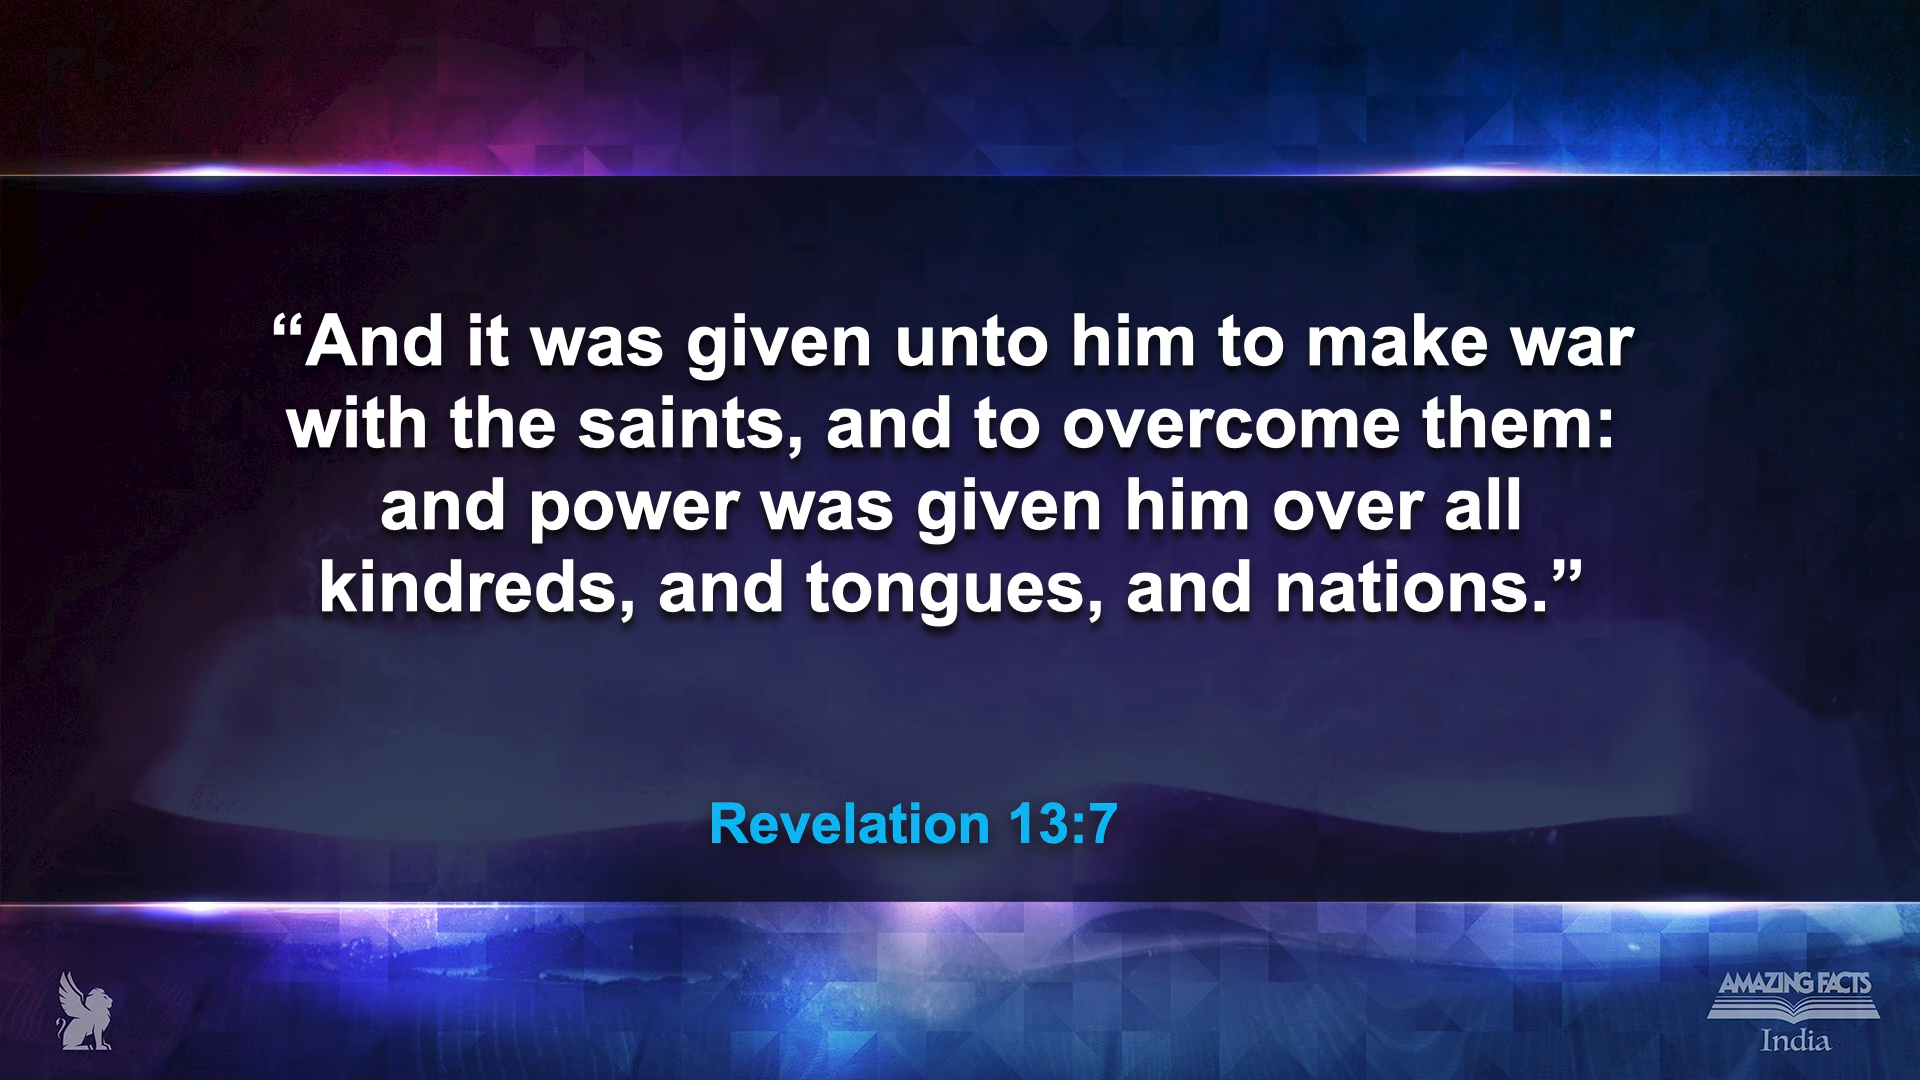 “And it was given unto him to make war
with the saints, and to overcome them:
and power was given him over all
kindreds, and tongues, and nations.”
Revelation 13:7
AMAZING FACTS
India